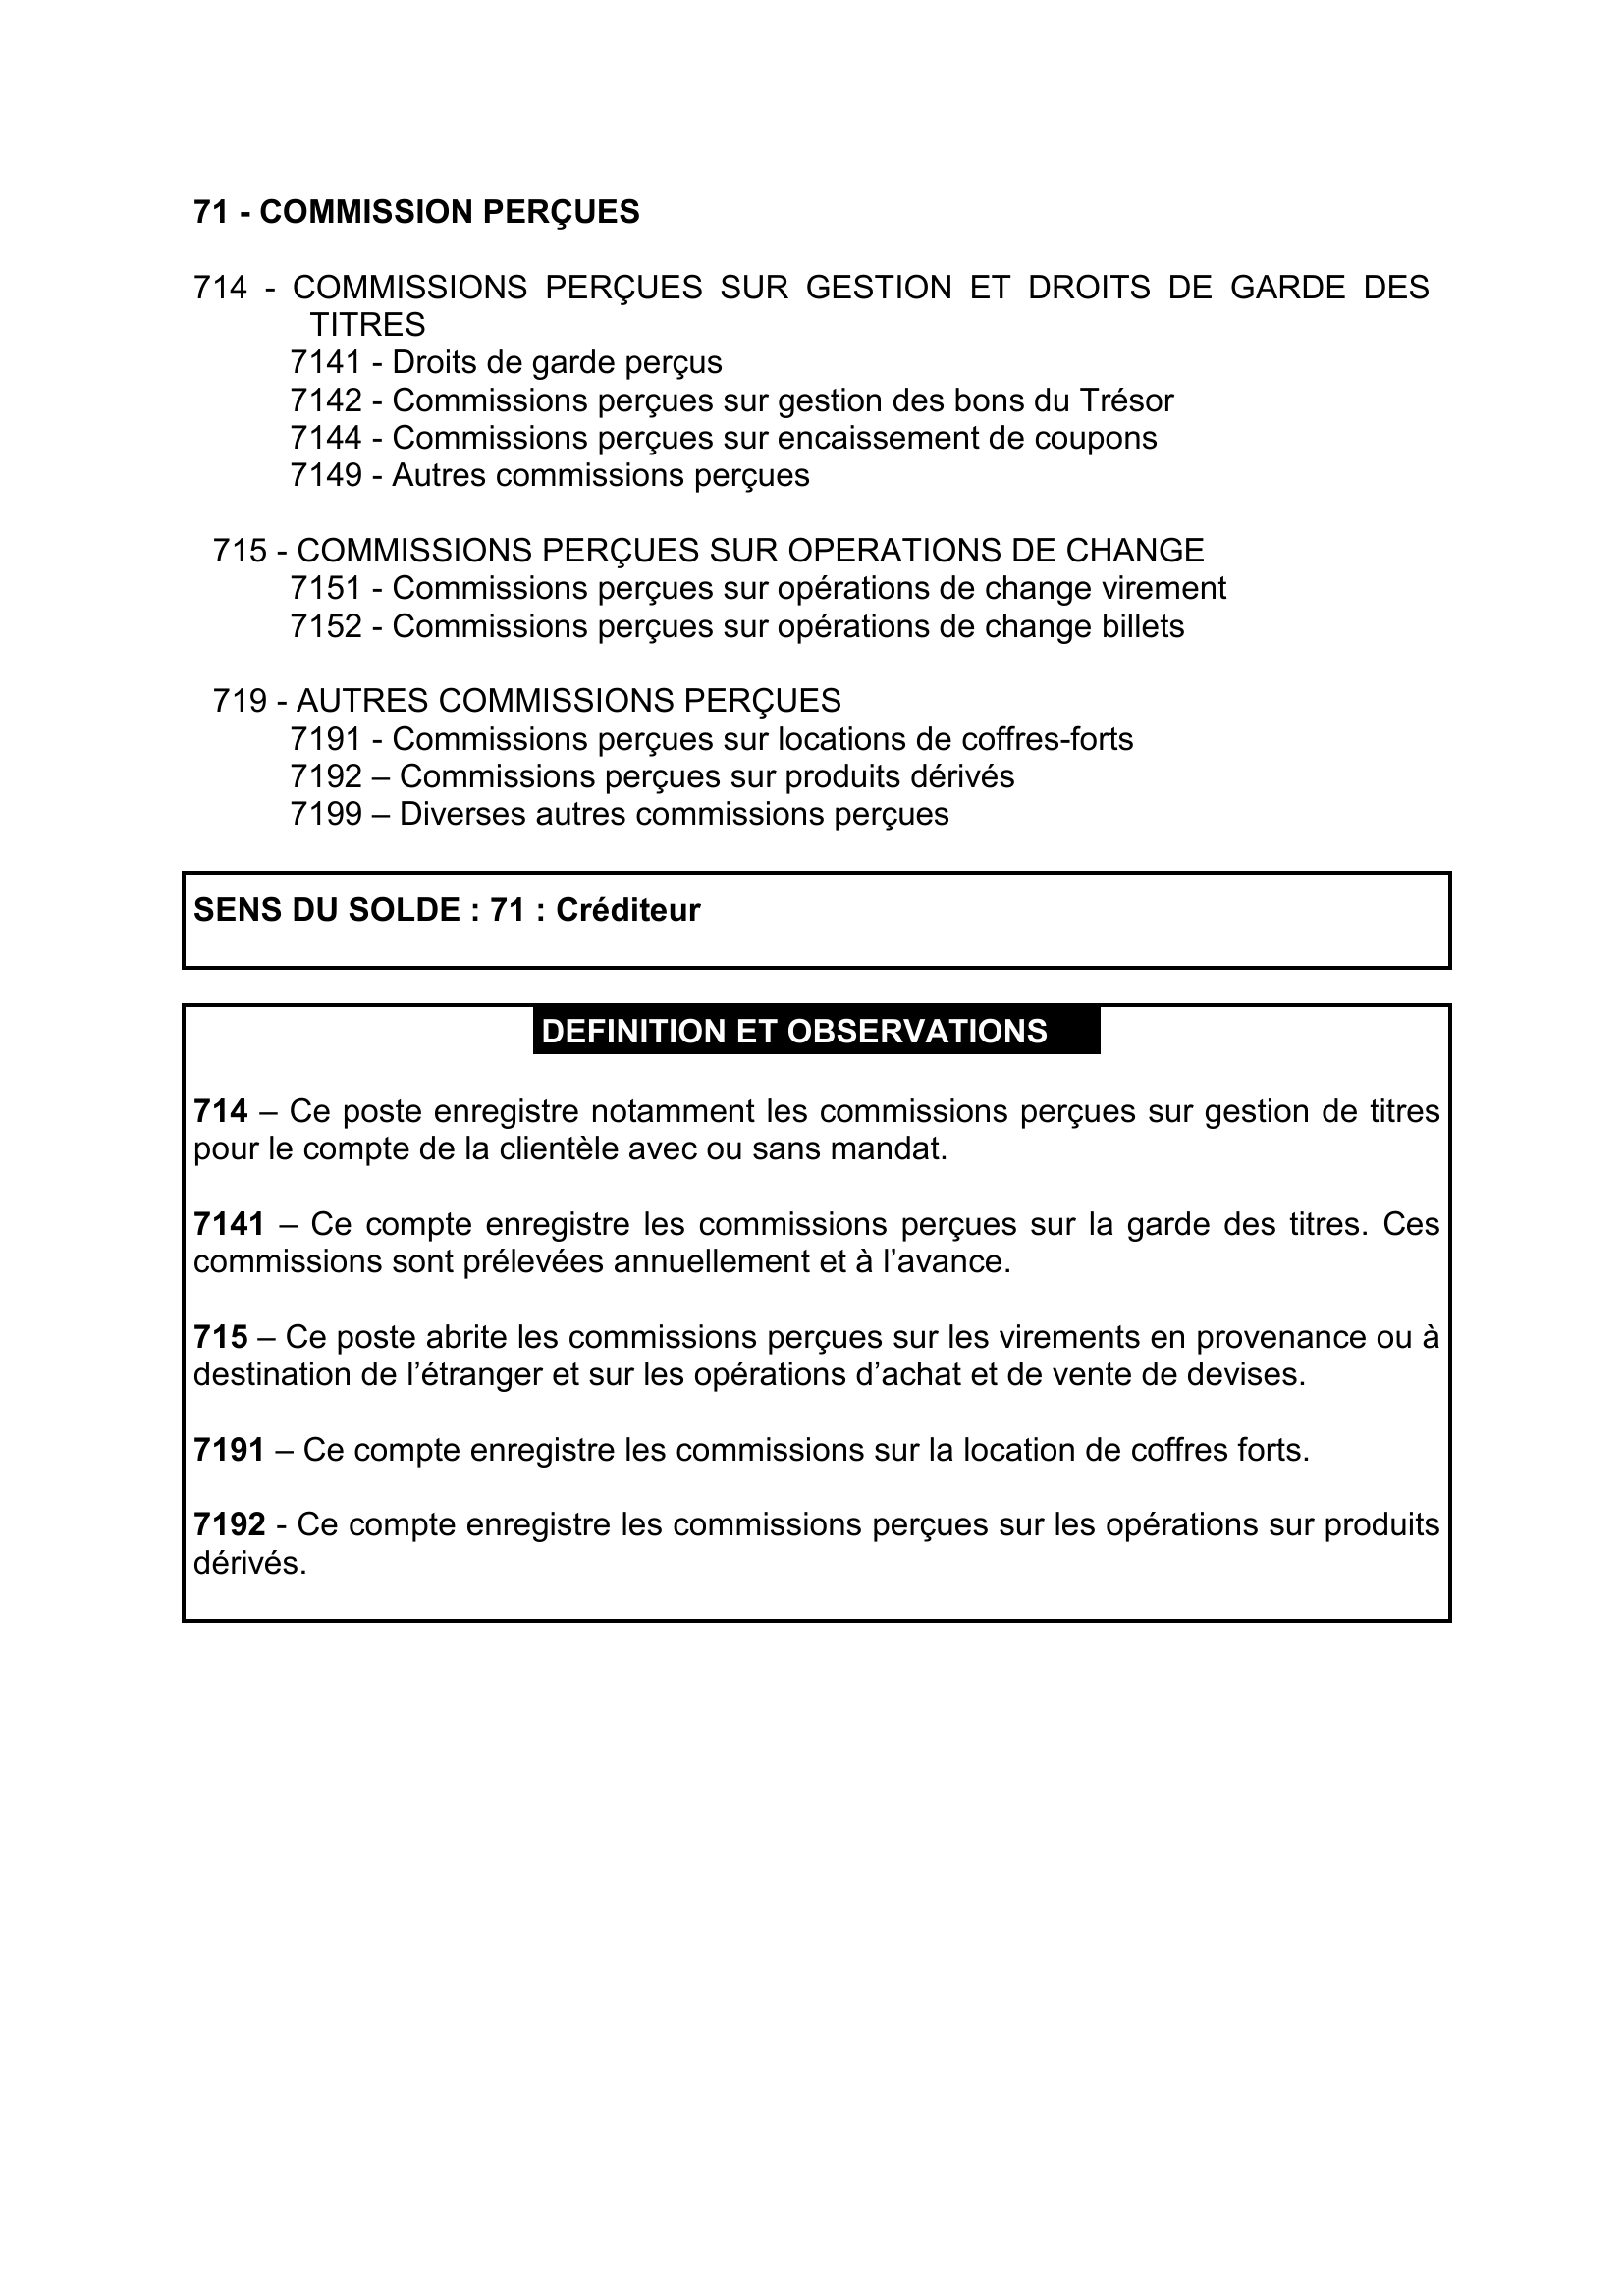 71 - COMMISSION PERÇUES
714 - COMMISSIONS PERÇUES SUR GESTION ET DROITS DE GARDE DES
TITRES
7141 - Droits de garde perçus
7142 - Commissions perçues sur gestion des bons du Trésor
7144 - Commissions perçues sur encaissement de coupons
7149 - Autres commissions perçues
715 - COMMISSIONS PERÇUES SUR OPERATIONS DE CHANGE
7151 - Commissions perçues sur opérations de change virement
7152 - Commissions perçues sur opérations de change billets
719 - AUTRES COMMISSIONS PERÇUES
7191 - Commissions perçues sur locations de coffres-forts
7192 – Commissions perçues sur produits dérivés
7199 – Diverses autres commissions perçues
SENS DU SOLDE : 71 : Créditeur
DEFINITION ET OBSERVATIONS
714 – Ce poste enregistre notamment les commissions perçues sur gestion de titres
pour le compte de la clientèle avec ou sans mandat.
7141 – Ce compte enregistre les commissions perçues sur la garde des titres. Ces
commissions sont prélevées annuellement et à l’avance.
715 – Ce poste abrite les commissions perçues sur les virements en provenance ou à
destination de l’étranger et sur les opérations d’achat et de vente de devises.
7191 – Ce compte enregistre les commissions sur la location de coffres forts.
7192 - Ce compte enregistre les commissions perçues sur les opérations sur produits
dérivés.